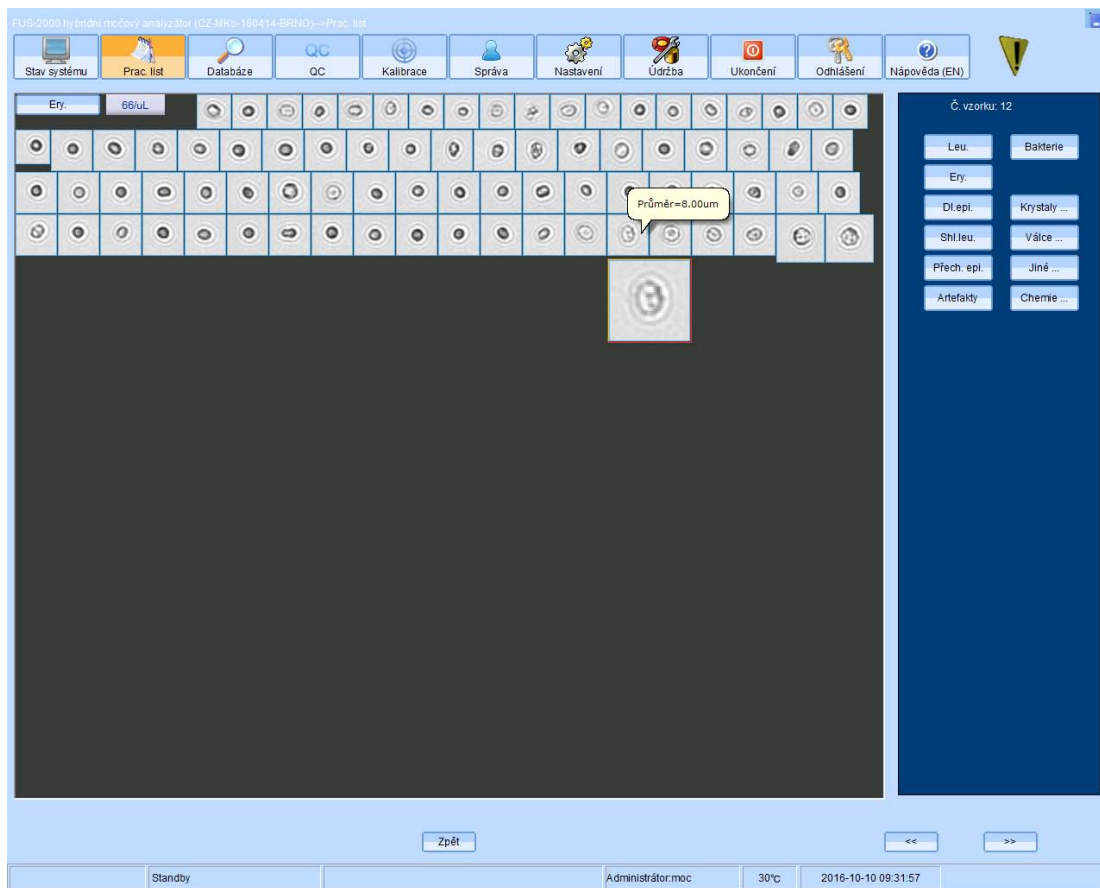 FUS-2000 hybridní močový analyzátor (CZ-MKo-160414-BRNO)-->Prac. list
Stav systému
Prac. list
Databáze
QC
QC
Kalibrace
Správa
Nastavení
Údržba
Ukončení
Odhlášení
Nápověda (EN)
Ery.
66/uL
Průměr=8.00um
Č. vzorku: 12
Leu.
Bakterie
Ery.
Dl.epi.
Krystaly ...
Shl.leu.
Válce ...
Přech. epi.
Jiné ...
Artefakty
Chemie ...
Zpět
<<
>>
Standby
Administrátor:moc
30℃
2016-10-10 09:31:57